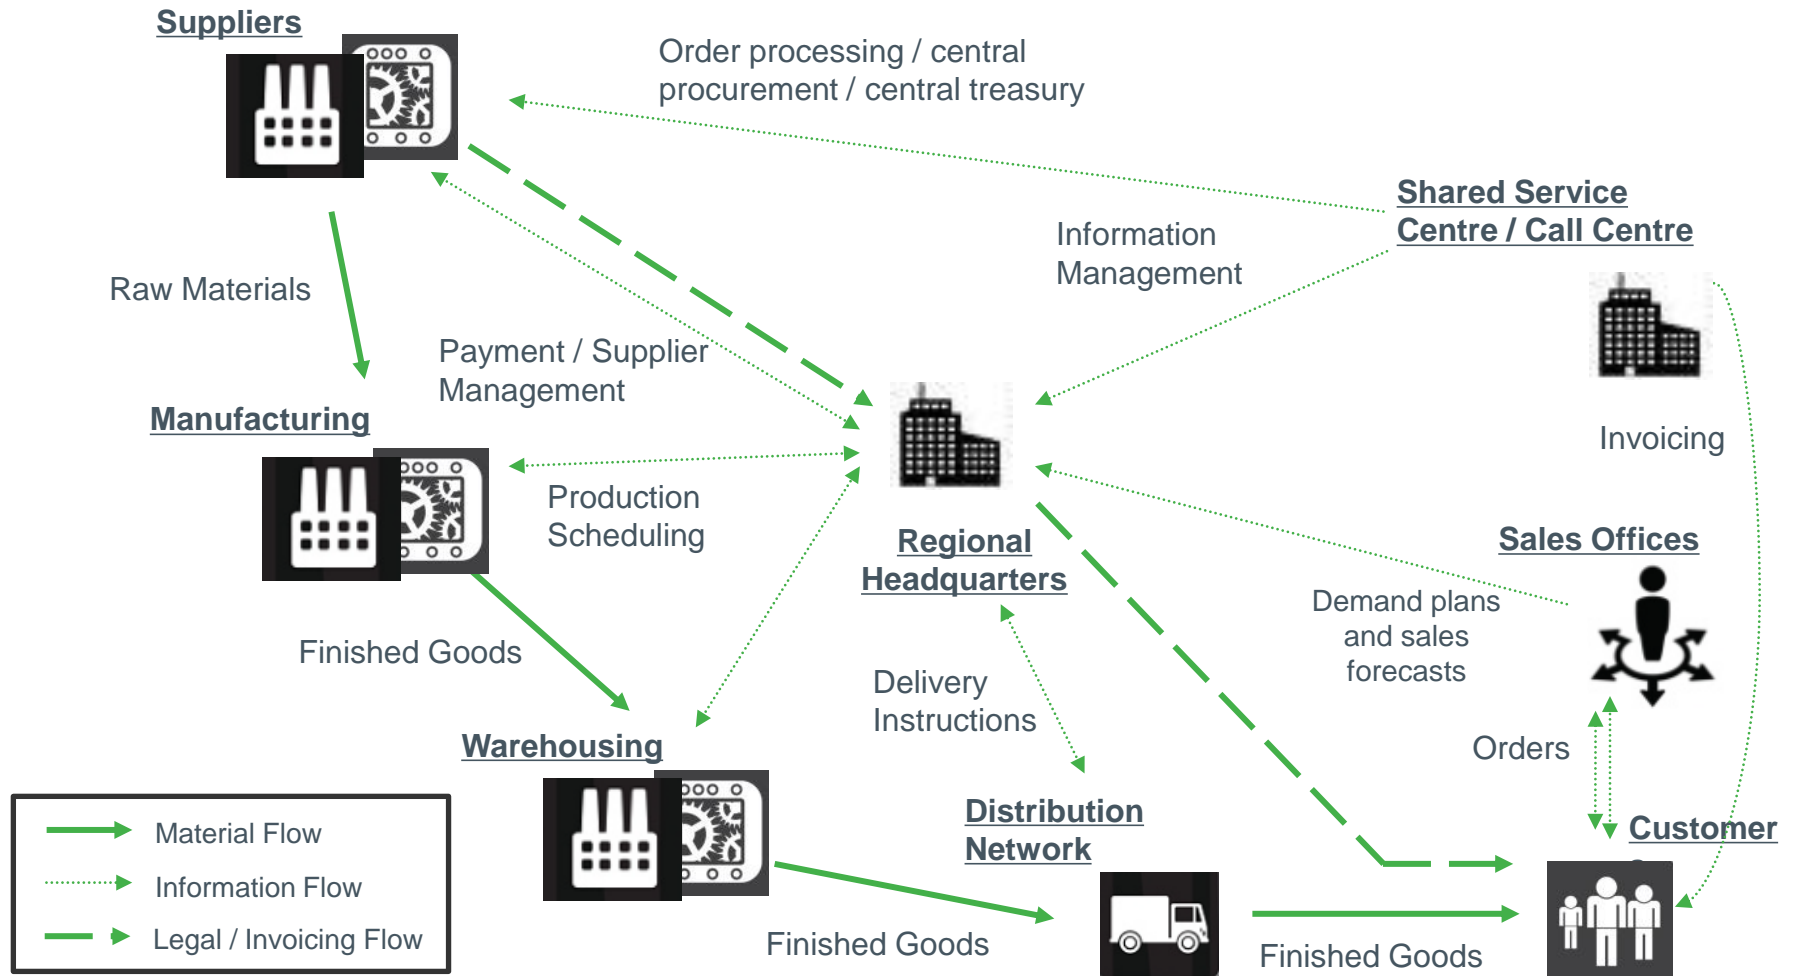 Suppliers
Order processing / central
procurement / central treasury
Shared Service
Centre / Call Centre
Information
Management
Raw Materials
Payment / Supplier
Management
Manufacturing
Invoicing
Production
Scheduling
Regional
Headquarters
Sales Offices
Demand plans
and sales
forecasts
Finished Goods
Delivery
Instructions
Warehousing
Orders
Distribution
Network
Customer
Material Flow
Information Flow
Legal / Invoicing Flow
Finished Goods
Finished Goods